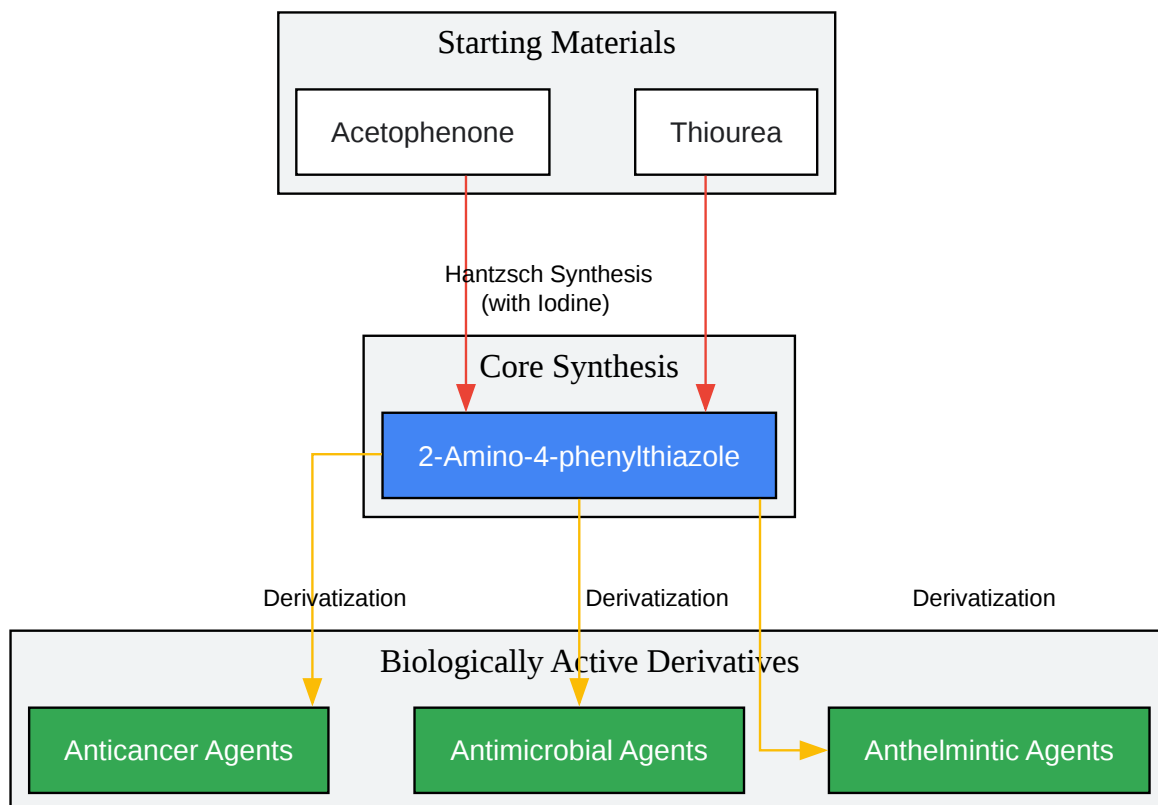 Starting Materials
Acetophenone
Thiourea
Hantzsch Synthesis
(with Iodine)
Core Synthesis
2-Amino-4-phenylthiazole
Derivatization
Derivatization
Derivatization
Biologically Active Derivatives
Anticancer Agents
Antimicrobial Agents
Anthelmintic Agents